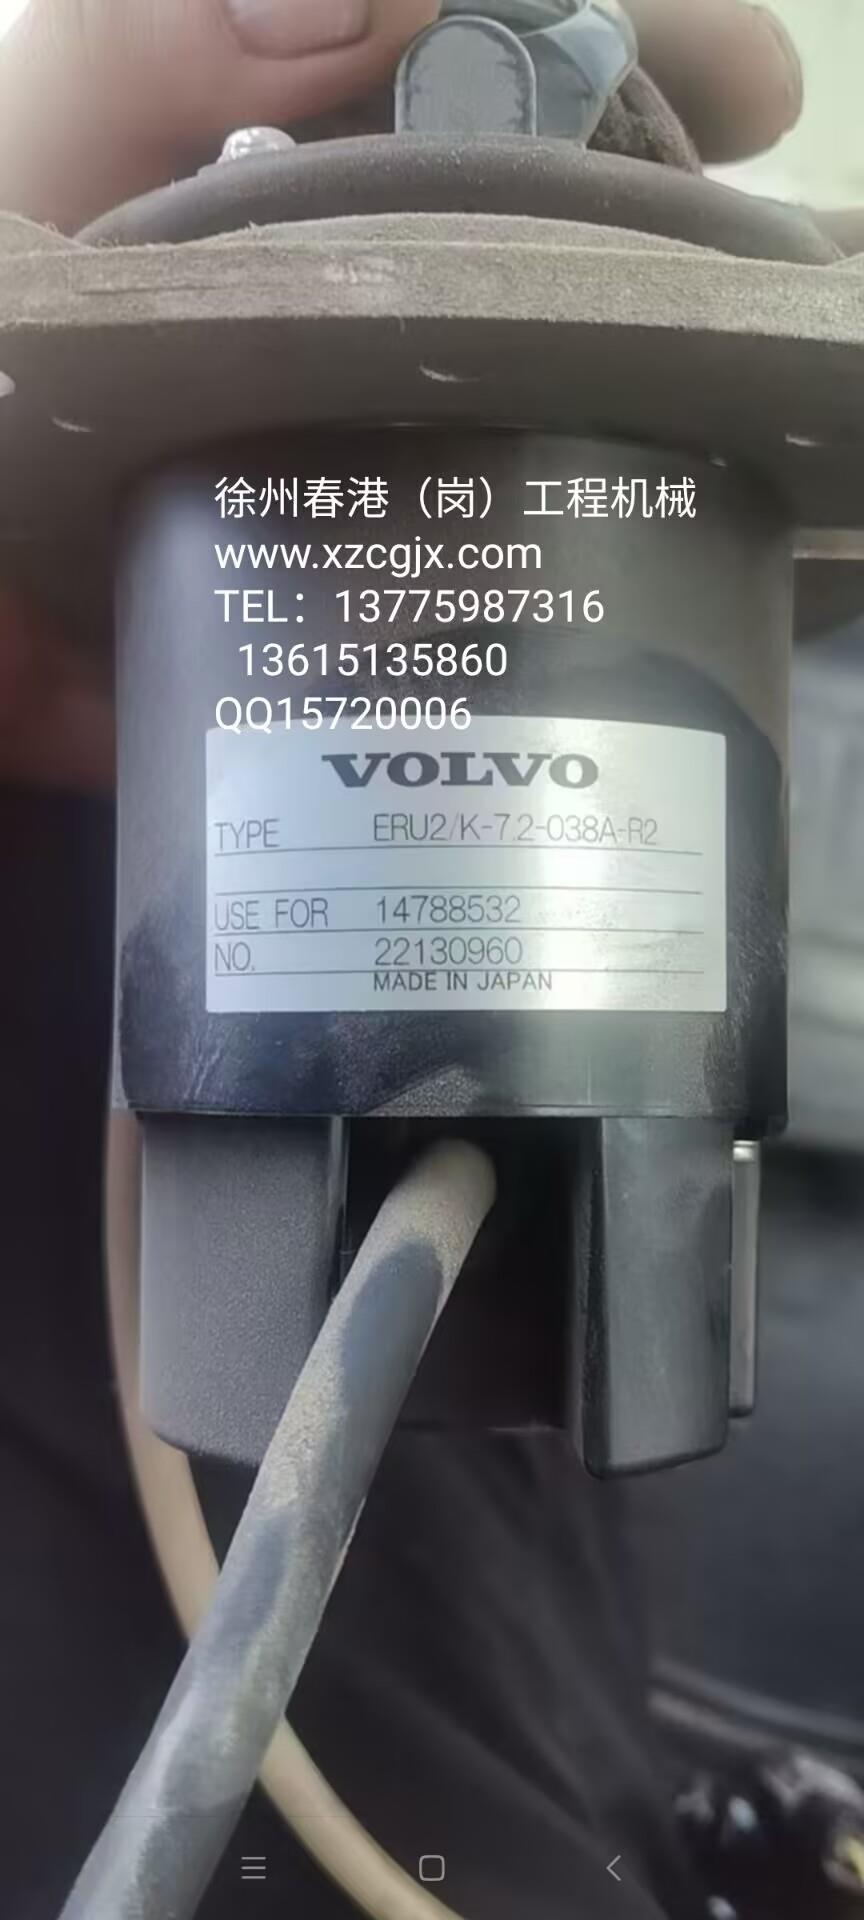 徐州春港（岗）工程机械
www.xzcgjx.com
TEL：13775987316
13615135860
QQ15720006
VOLVO
TYPE ERU2/K-7.2-038A-R2
USE FOR 14788532
NO. 22130960
MADE IN JAPAN